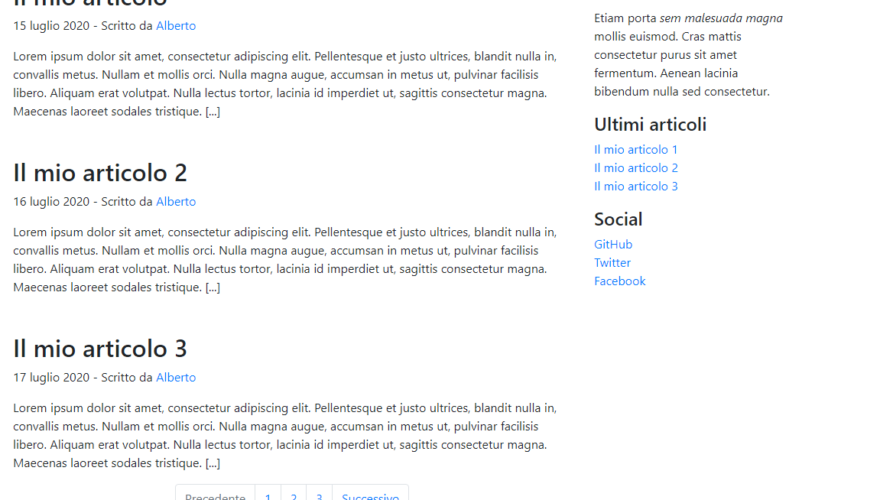 Il mio articolo
15 luglio 2020 - Scritto da Alberto
Lorem ipsum dolor sit amet, consectetur adipiscing elit. Pellentesque et justo ultrices, blandit nulla in,
convallis metus. Nullam et mollis orci. Nulla magna augue, accumsan in metus ut, pulvinar facilisis
libero. Aliquam erat volutpat. Nulla lectus tortor, lacinia id imperdiet ut, sagittis consectetur magna.
Maecenas laoreet sodales tristique. [...]
Il mio articolo 2
16 luglio 2020 - Scritto da Alberto
Lorem ipsum dolor sit amet, consectetur adipiscing elit. Pellentesque et justo ultrices, blandit nulla in,
convallis metus. Nullam et mollis orci. Nulla magna augue, accumsan in metus ut, pulvinar facilisis
libero. Aliquam erat volutpat. Nulla lectus tortor, lacinia id imperdiet ut, sagittis consectetur magna.
Maecenas laoreet sodales tristique. [...]
Il mio articolo 3
17 luglio 2020 - Scritto da Alberto
Lorem ipsum dolor sit amet, consectetur adipiscing elit. Pellentesque et justo ultrices, blandit nulla in,
convallis metus. Nullam et mollis orci. Nulla magna augue, accumsan in metus ut, pulvinar facilisis
libero. Aliquam erat volutpat. Nulla lectus tortor, lacinia id imperdiet ut, sagittis consectetur magna.
Maecenas laoreet sodales tristique. [...]
Precedente 1 2 3 Successivo
Etiam porta sem malesuada magna
mollis euismod. Cras mattis
consectetur purus sit amet
fermentum. Aenean lacinia
bibendum nulla sed consectetur.
Ultimi articoli
Il mio articolo 1
Il mio articolo 2
Il mio articolo 3
Social
GitHub
Twitter
Facebook